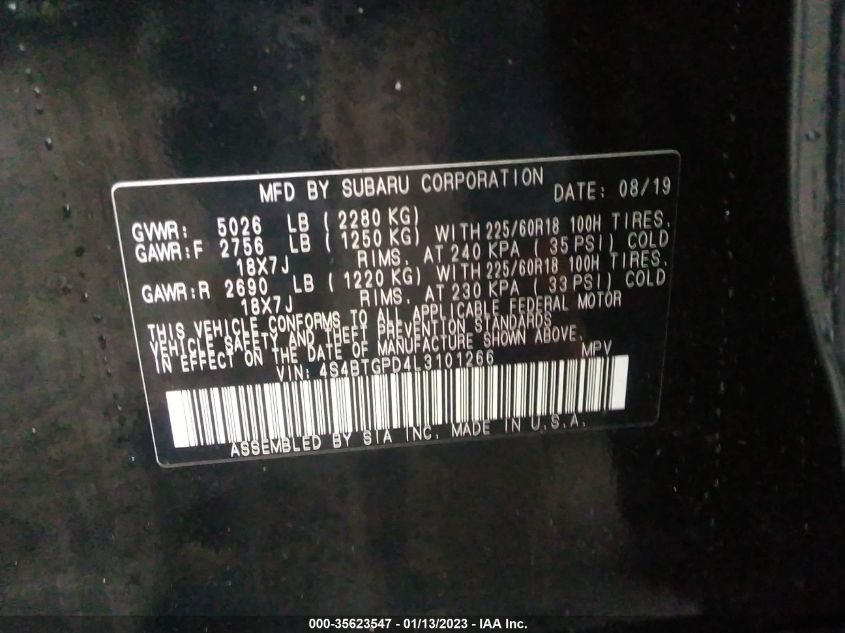 MFD BY SUBARU CORPORATION DATE: 08/19
GVWR: 5026 LB ( 2280 KG)
GAWR:F 2756 LB ( 1250 KG) WITH 225/60R18 100H TIRES.
18X7J RIMS. AT 240 KPA ( 35 PSI) COLD
GAWR:R 2690 LB ( 1220 KG) WITH 225/60R18 100H TIRES.
18X7J RIMS. AT 230 KPA ( 33 PSI) COLD
THIS VEHICLE CONFORMS TO ALL APPLICABLE FEDERAL MOTOR
VEHICLE SAFETY AND THEFT PREVENTION STANDARDS
IN EFFECT ON THE DATE OF MANUFACTURE SHOWN ABOVE.
VIN: 4S4BTGPD4L3101266 MPV
ASSEMBLED BY SIA INC. MADE IN U.S.A.
000-35623547 - 01/13/2023 - IAA Inc.